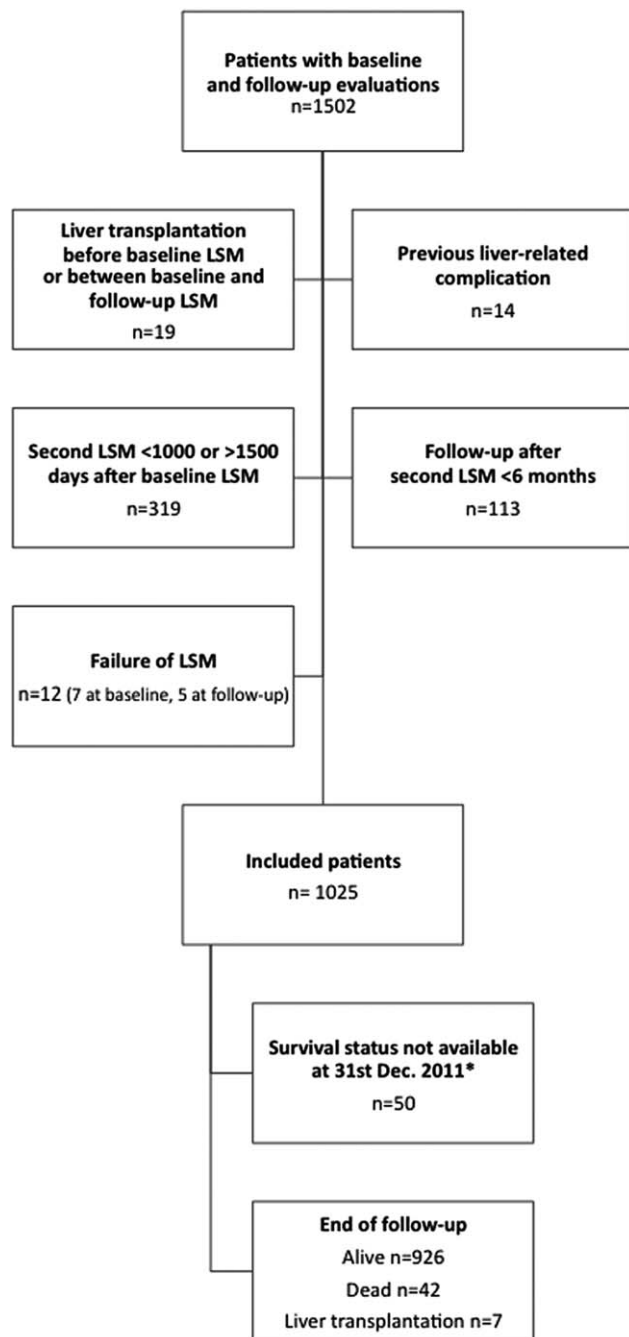 Patients with baseline
and follow-up evaluations
n=1502
Liver transplantation
before baseline LSM
or between baseline and
follow-up LSM
n=19
Previous liver-related
complication
n=14
Second LSM <1000 or >1500
days after baseline LSM
n=319
Follow-up after
second LSM <6 months
n=113
Failure of LSM
n=12 (7 at baseline, 5 at follow-up)
Included patients
n= 1025
Survival status not available
at 31st Dec. 2011*
n=50
End of follow-up
Alive n=926
Dead n=42
Liver transplantation n=7